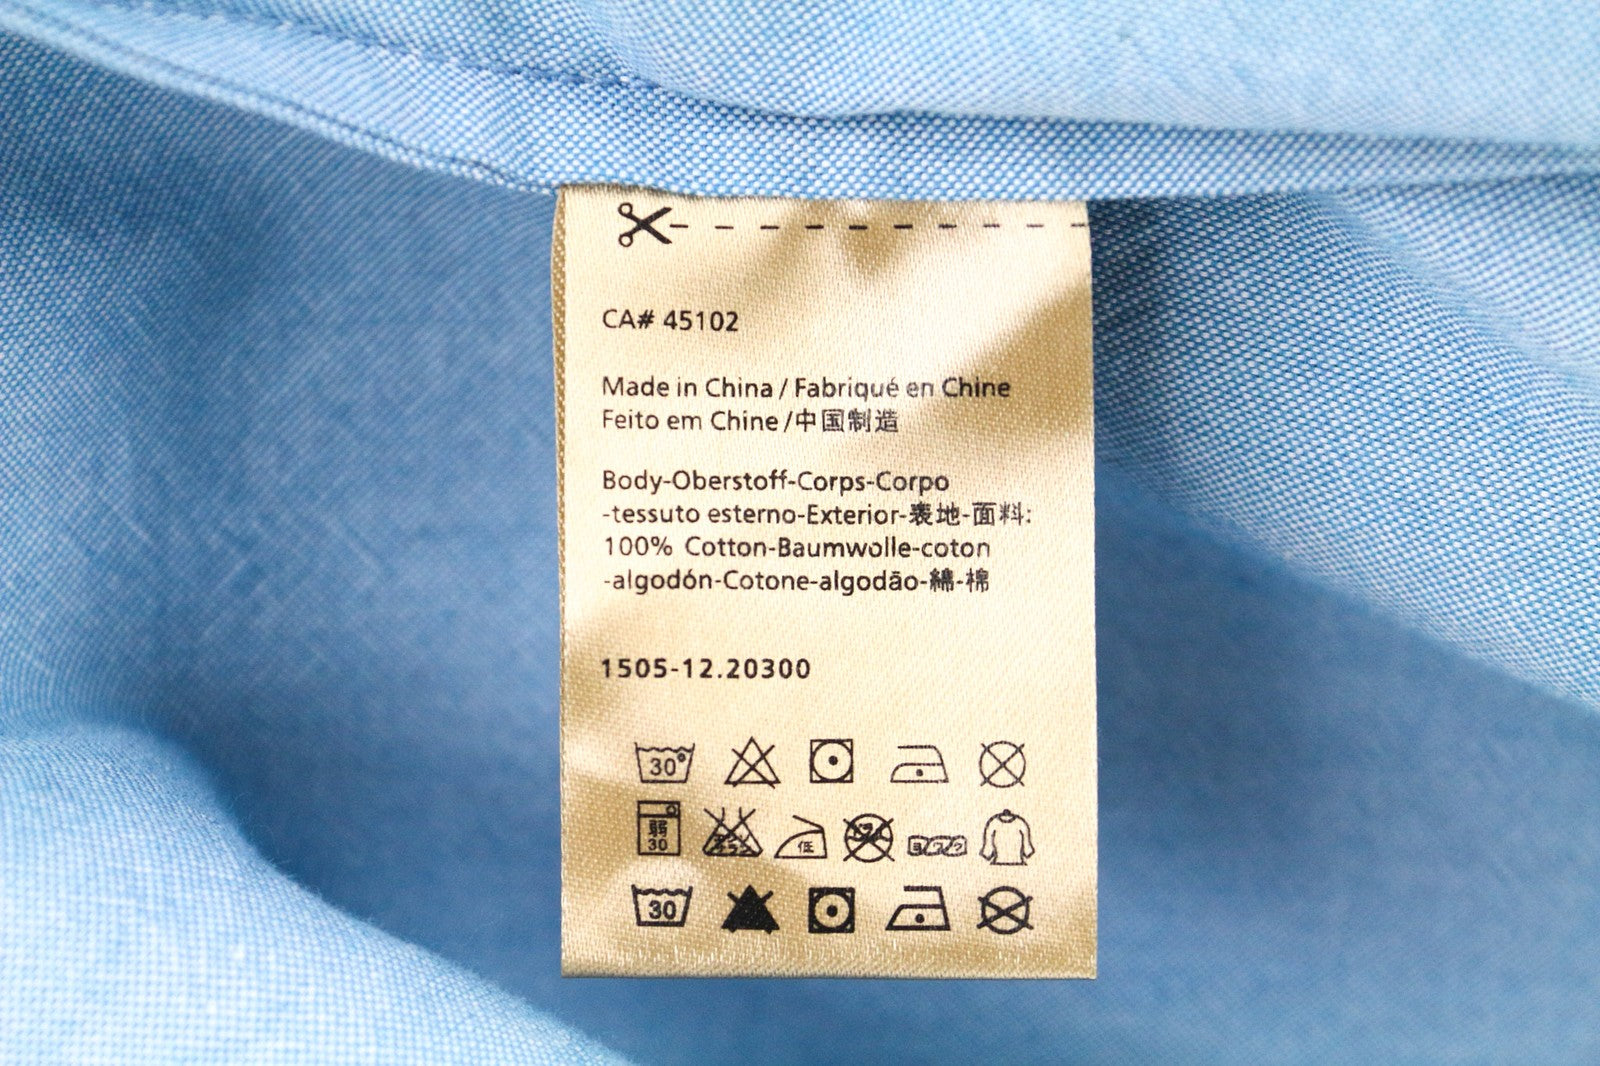 CA# 45102
Made in China / Fabriqué en Chine
Feito em Chine / 中国制造
Body-Oberstoff-Corps-Corpo
-tessuto esterno-Exterior-表地-面料:
100% Cotton-Baumwolle-coton
-algodón-Cotone-algodão-綿-棉
1505-12.20300
30°
弱
30
低
30